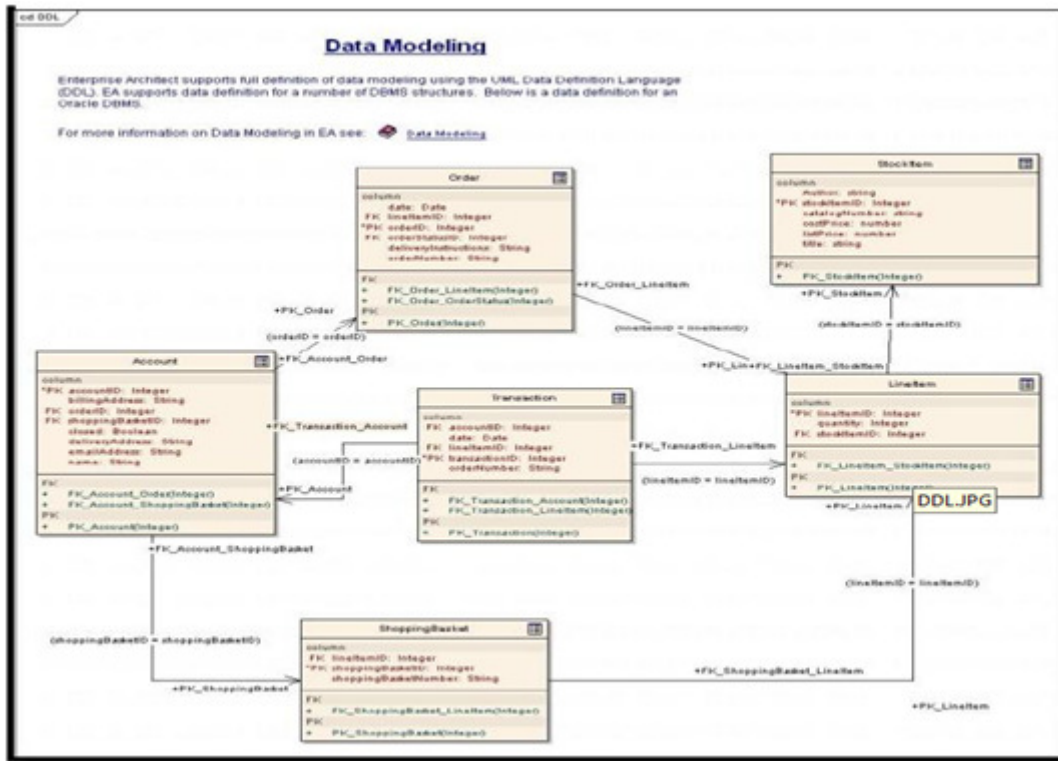 cd DDL
Data Modeling
Enterprise Architect supports full definition of data modeling using the UML Data Definition Language
(DDL). EA supports data definition for a number of DBMS structures. Below is a data definition for an
Oracle DBMS.
For more information on Data Modeling in EA see: Data Modeling
Order
column
date: Date
FK lineItemID: Integer
*PK orderID: Integer
FK orderStatusID: Integer
deliveryInstructions: String
orderNumber: String
FK
+ FK_Order_LineItem(Integer)
+ FK_Order_OrderStatus(Integer)
PK
+ PK_Order(Integer)
StockItem
column
Author: string
*PK stockItemID: Integer
catalogNumber: string
costPrice: number
listPrice: number
title: string
PK
+ PK_StockItem(Integer)
+FK_Order_LineItem
+PK_StockItem
+PK_Order
(orderID = orderID)
(lineItemID = lineItemID)
(stockItemID = stockItemID)
+FK_Account_Order
+PK_Lin+FK_LineItem_StockItem
Account
column
*PK accountID: Integer
billingAddress: String
FK orderID: Integer
FK shoppingBasketID: Integer
closed: Boolean
deliveryAddress: String
emailAddress: String
name: String
FK
+ FK_Account_Order(Integer)
+ FK_Account_ShoppingBasket(Integer)
PK
+ PK_Account(Integer)
+FK_Transaction_Account
(accountID = accountID)
+PK_Account
Transaction
column
FK accountID: Integer
date: Date
FK lineItemID: Integer
*PK transactionID: Integer
orderNumber: String
FK
+ FK_Transaction_Account(Integer)
+ FK_Transaction_LineItem(Integer)
PK
+ PK_Transaction(Integer)
+FK_Transaction_LineItem
(lineItemID = lineItemID)
LineItem
column
*PK lineItemID: Integer
quantity: Integer
FK stockItemID: Integer
FK
+ FK_LineItem_StockItem(Integer)
PK
+ PK_LineItem(Integer)
+PK_LineItem
DDL.JPG
+FK_Account_ShoppingBasket
(lineItemID = lineItemID)
(shoppingBasketID = shoppingBasketID)
+PK_ShoppingBasket
ShoppingBasket
column
FK lineItemID: Integer
*PK shoppingBasketID: Integer
shoppingBasketNumber: String
FK
+ FK_ShoppingBasket_LineItem(Integer)
PK
+ PK_ShoppingBasket(Integer)
+FK_ShoppingBasket_LineItem
+PK_LineItem